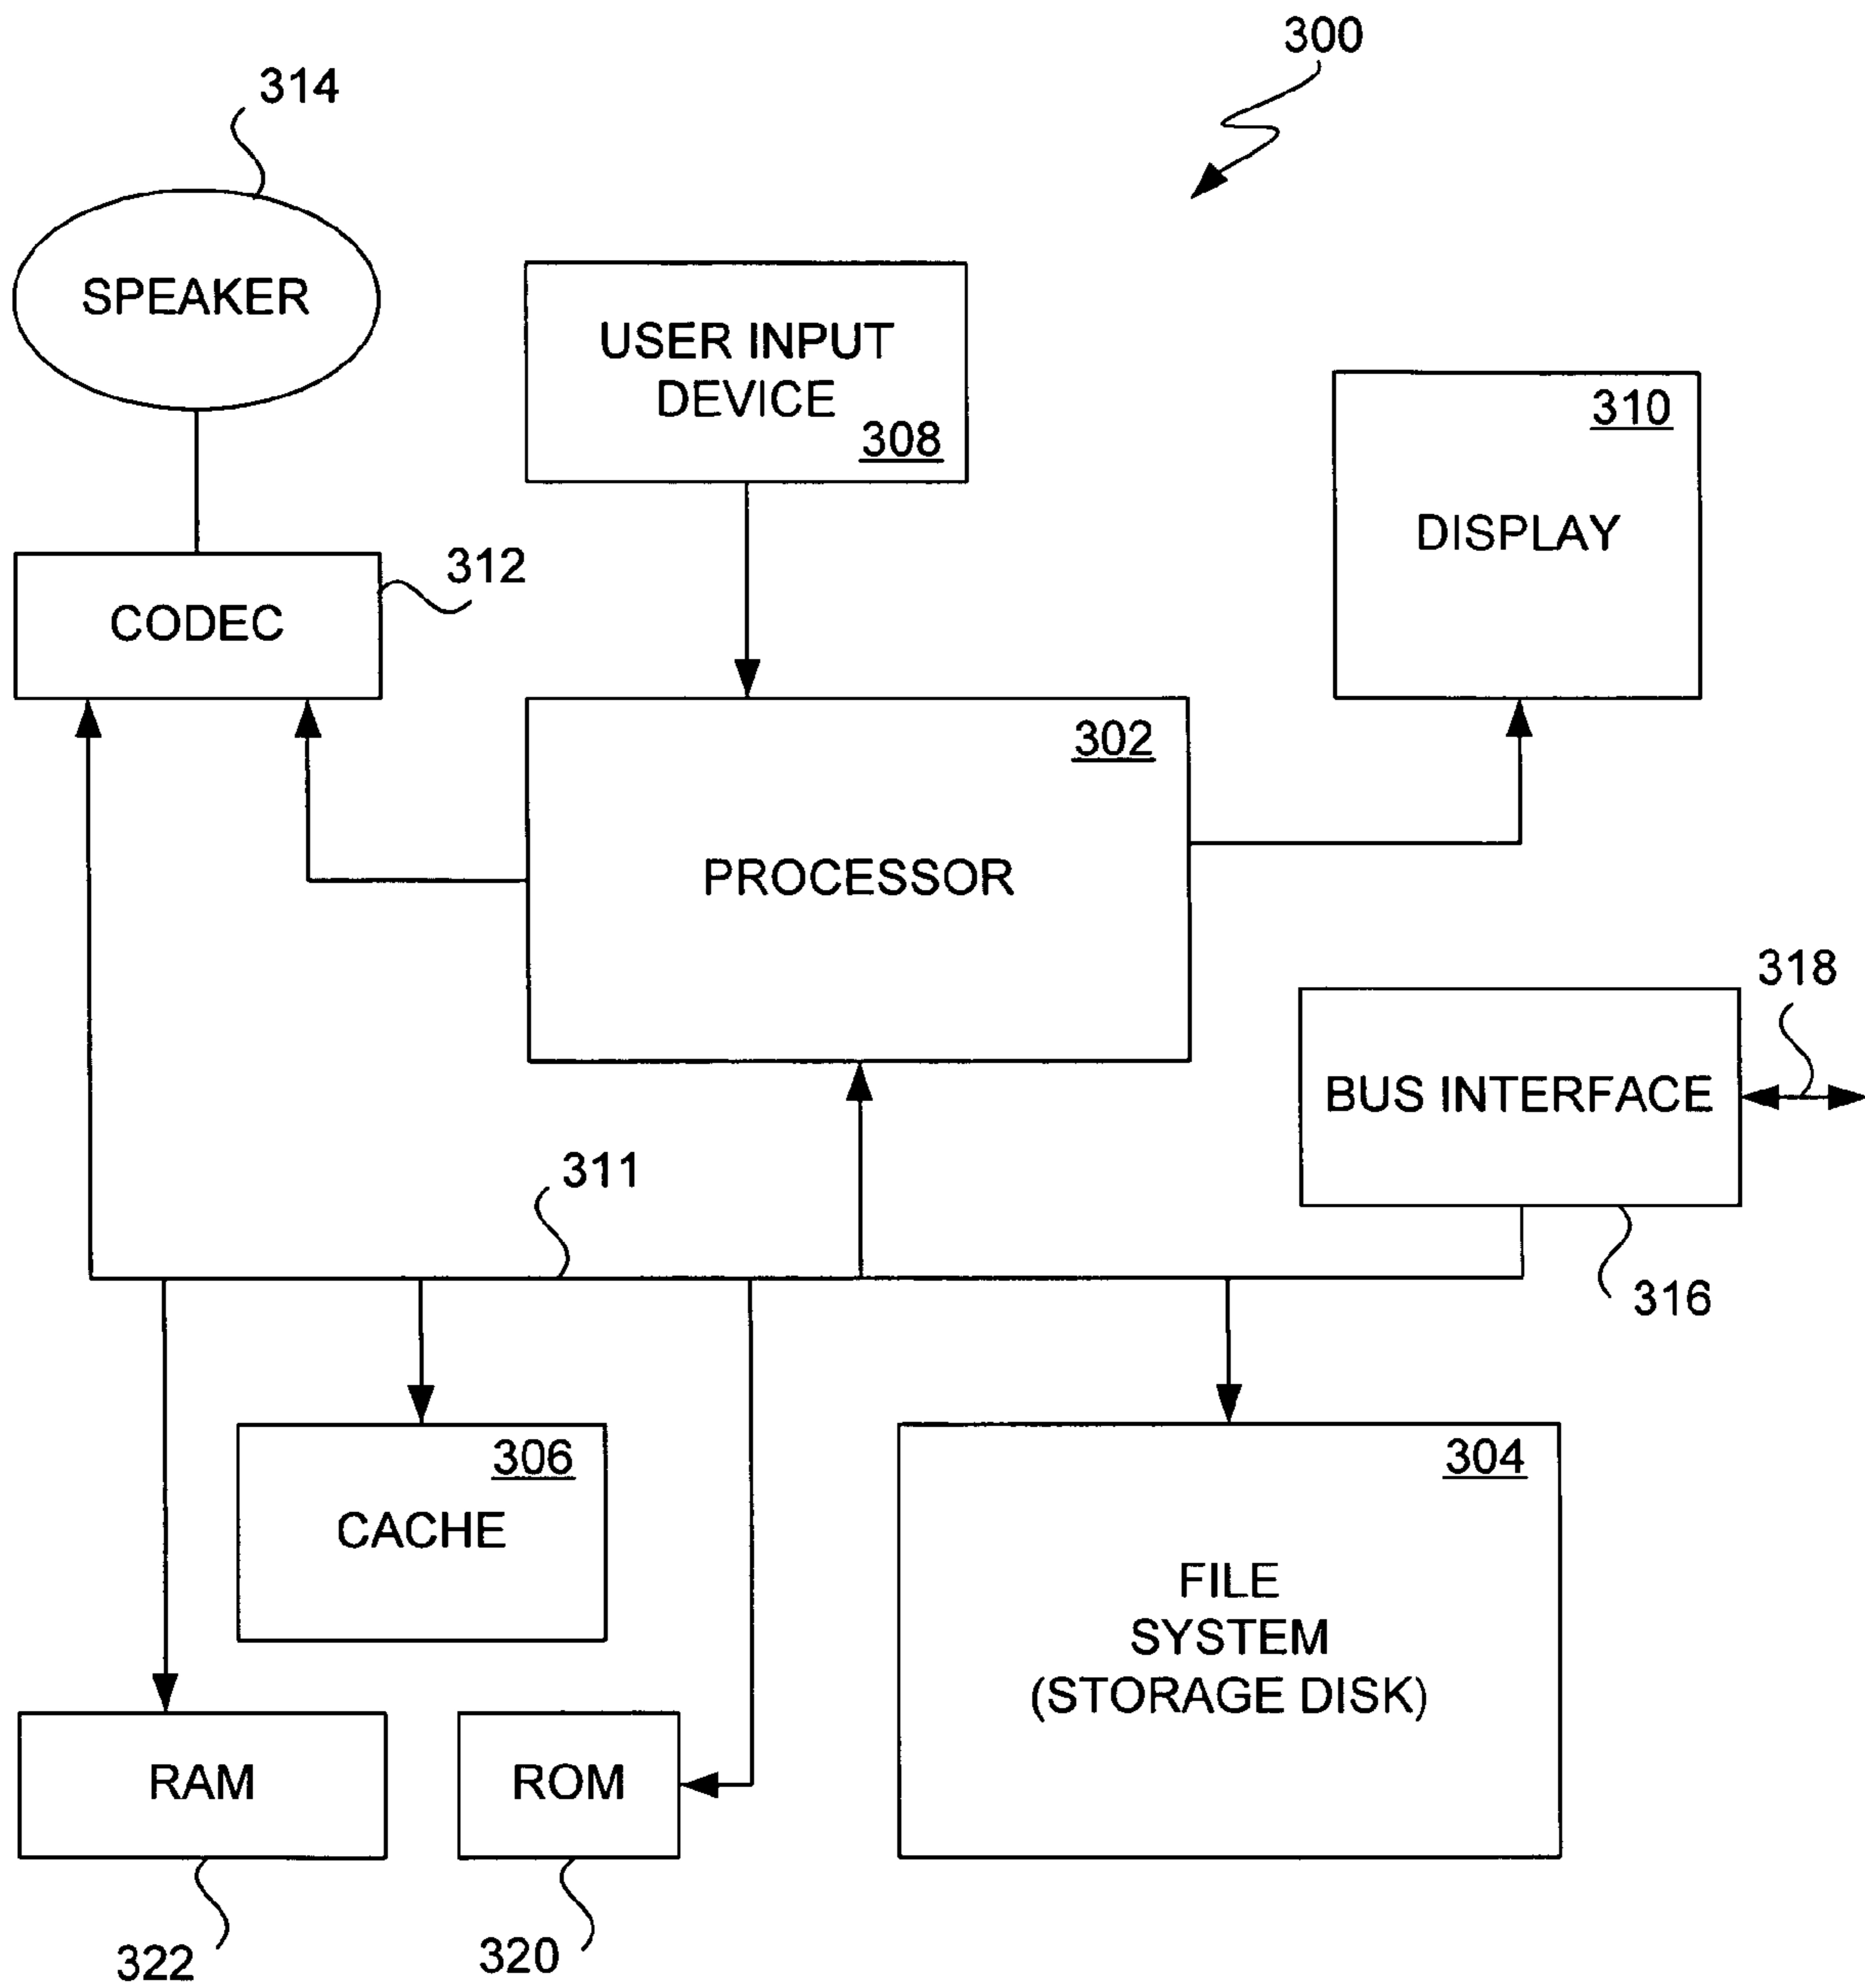 300
314
SPEAKER
USER INPUT
DEVICE
308
310
DISPLAY
312
CODEC
302
PROCESSOR
318
BUS INTERFACE
311
316
306
CACHE
304
FILE
SYSTEM
(STORAGE DISK)
RAM
ROM
322
320